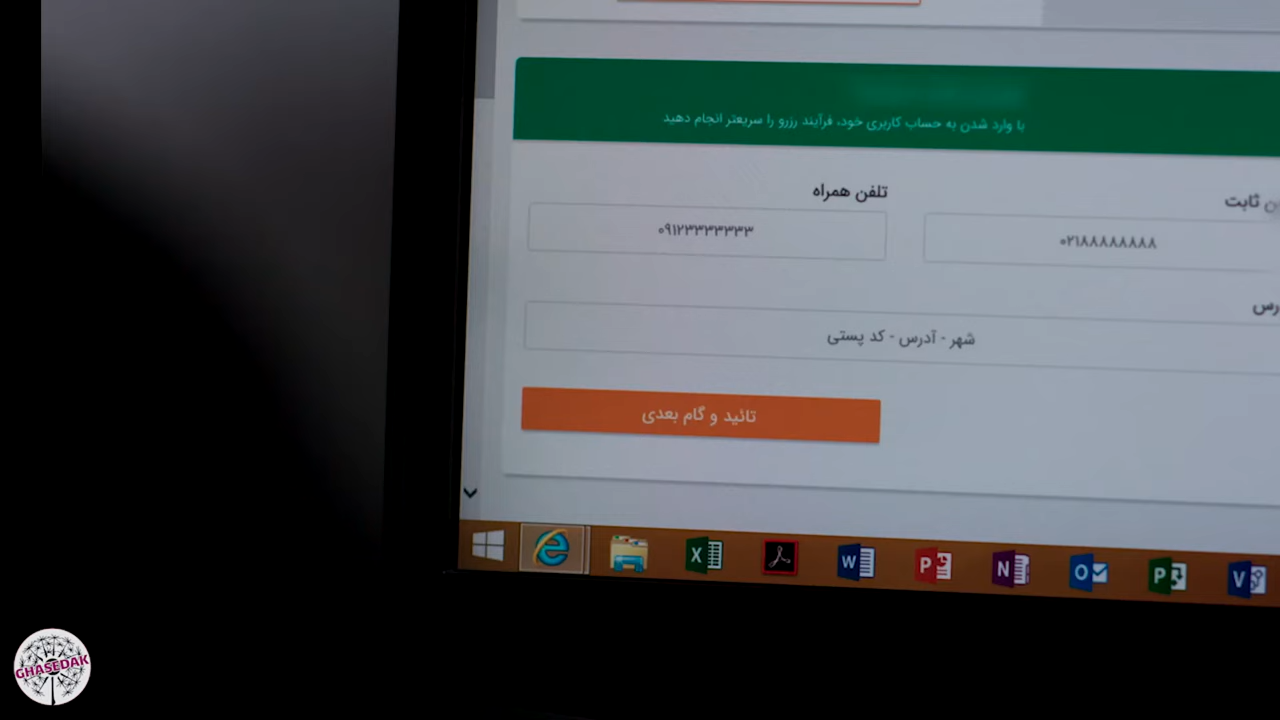 با وارد شدن به حساب کاربری خود، فرآیند رزرو را سریعتر انجام دهید
ثابت
تلفن همراه
۰۲۱۸۸۸۸۸۸۸۸
۰۹۱۲۳۳۳۳۳۳۳
شهر - آدرس - کد پستی
تائید و گام بعدی
X
W
P
N
O
P
V
GHASEDAK